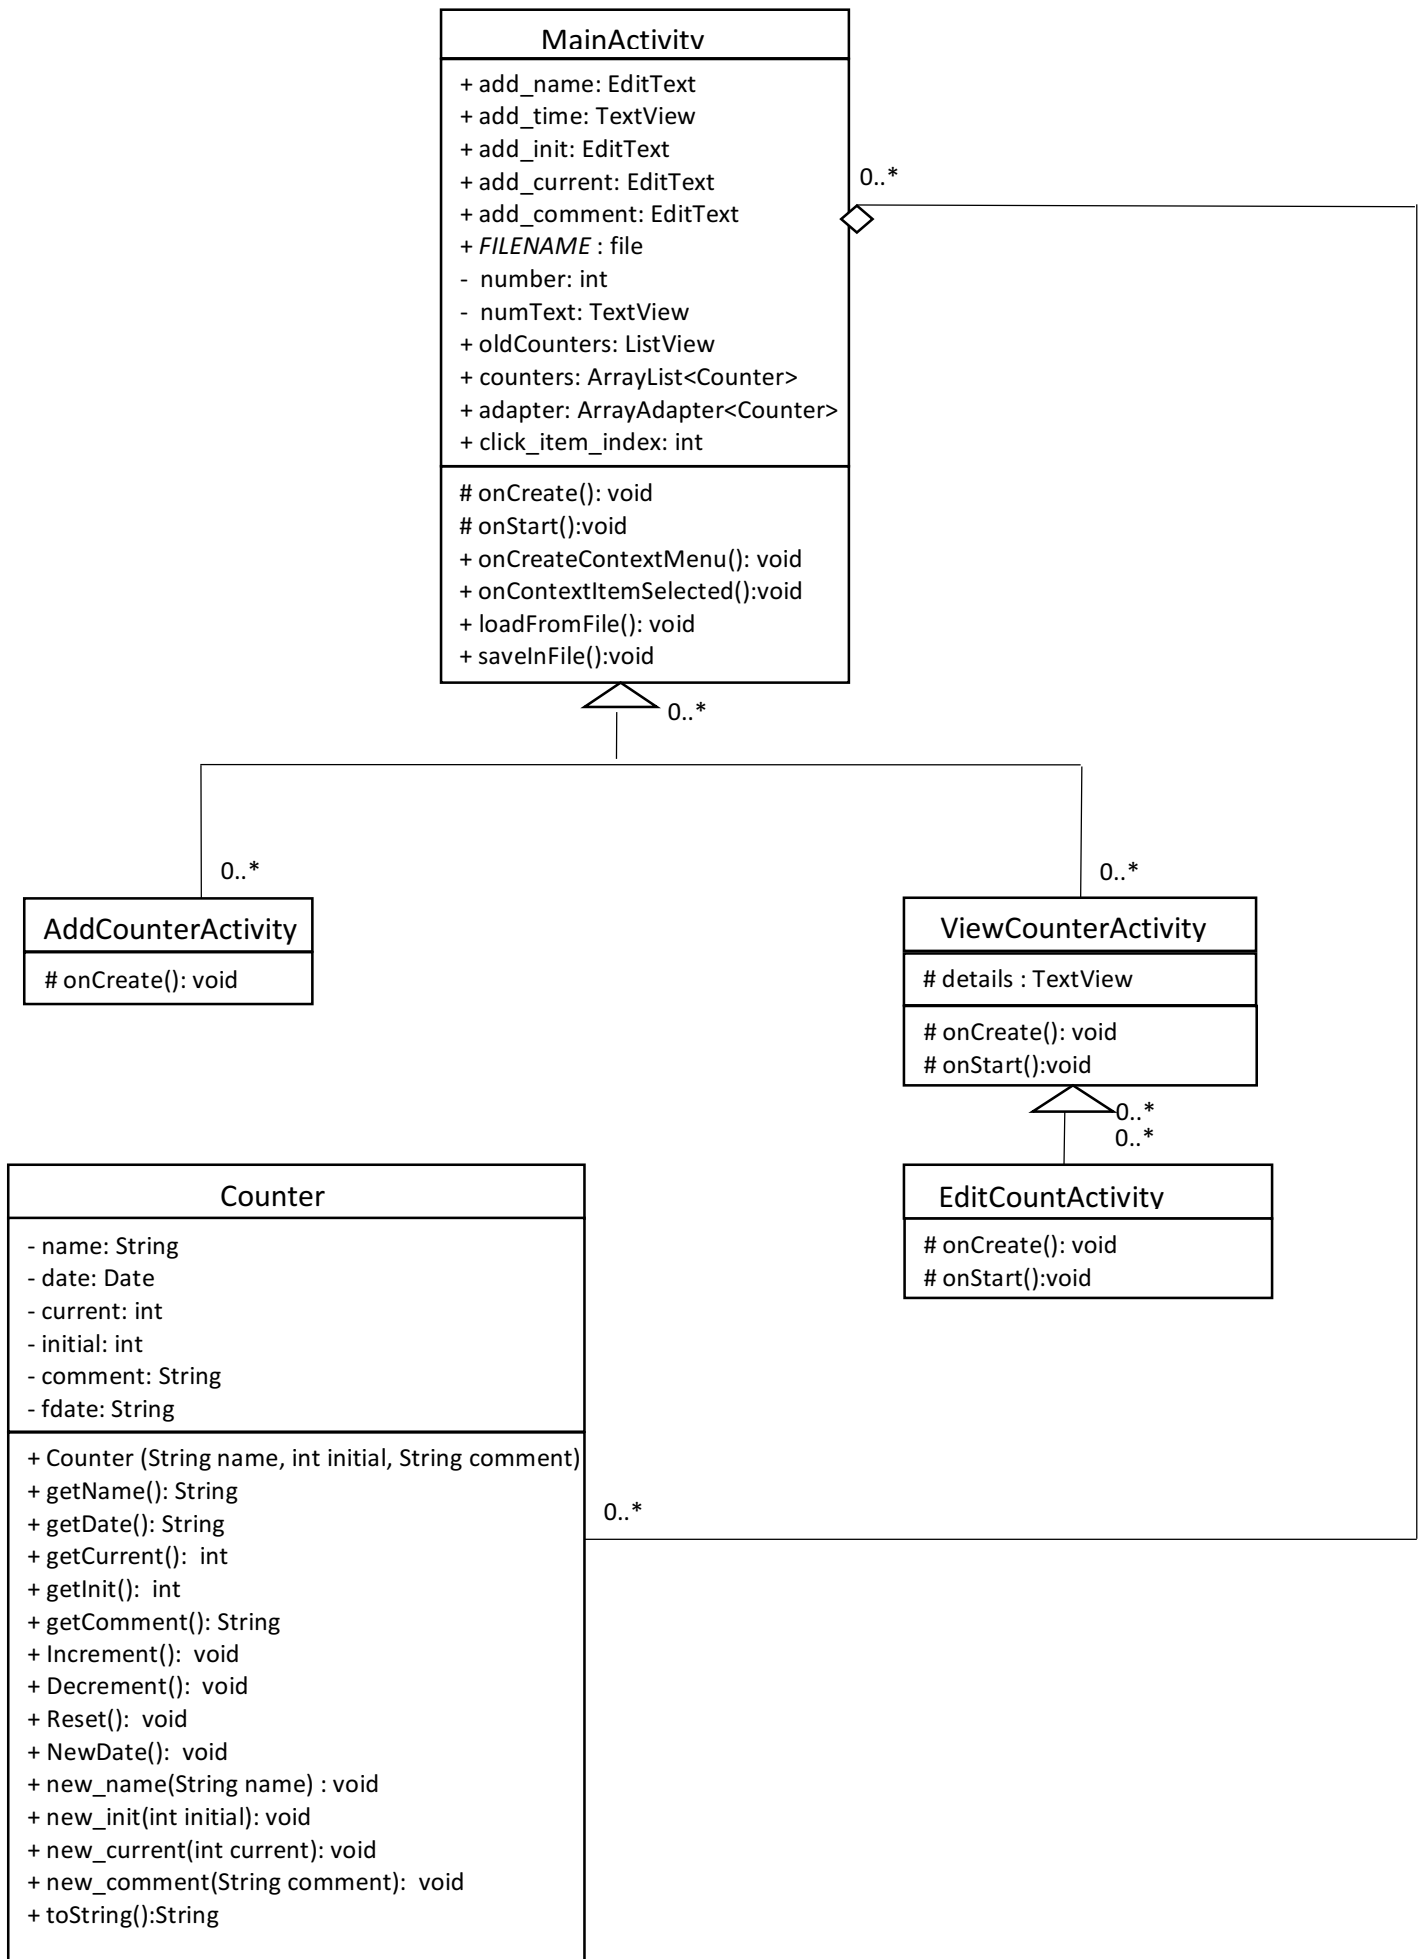 MainActivity
+ add_name: EditText
+ add_time: TextView
+ add_init: EditText
+ add_current: EditText
+ add_comment: EditText
+ FILENAME : file
- number: int
- numText: TextView
+ oldCounters: ListView
+ counters: ArrayList<Counter>
+ adapter: ArrayAdapter<Counter>
+ click_item_index: int
# onCreate(): void
# onStart():void
+ onCreateContextMenu(): void
+ onContextItemSelected():void
+ loadFromFile(): void
+ saveInFile():void
0..*
0..*
0..*
0..*
AddCounterActivity
# onCreate(): void
ViewCounterActivity
# details : TextView
# onCreate(): void
# onStart():void
0..*
0..*
EditCountActivity
# onCreate(): void
# onStart():void
Counter
- name: String
- date: Date
- current: int
- initial: int
- comment: String
- fdate: String
+ Counter (String name, int initial, String comment)
+ getName(): String
+ getDate(): String
+ getCurrent():  int
+ getInit():  int
+ getComment(): String
+ Increment():  void
+ Decrement():  void
+ Reset():  void
+ NewDate():  void
+ new_name(String name) : void
+ new_init(int initial): void
+ new_current(int current): void
+ new_comment(String comment):  void
+ toString():String
0..*